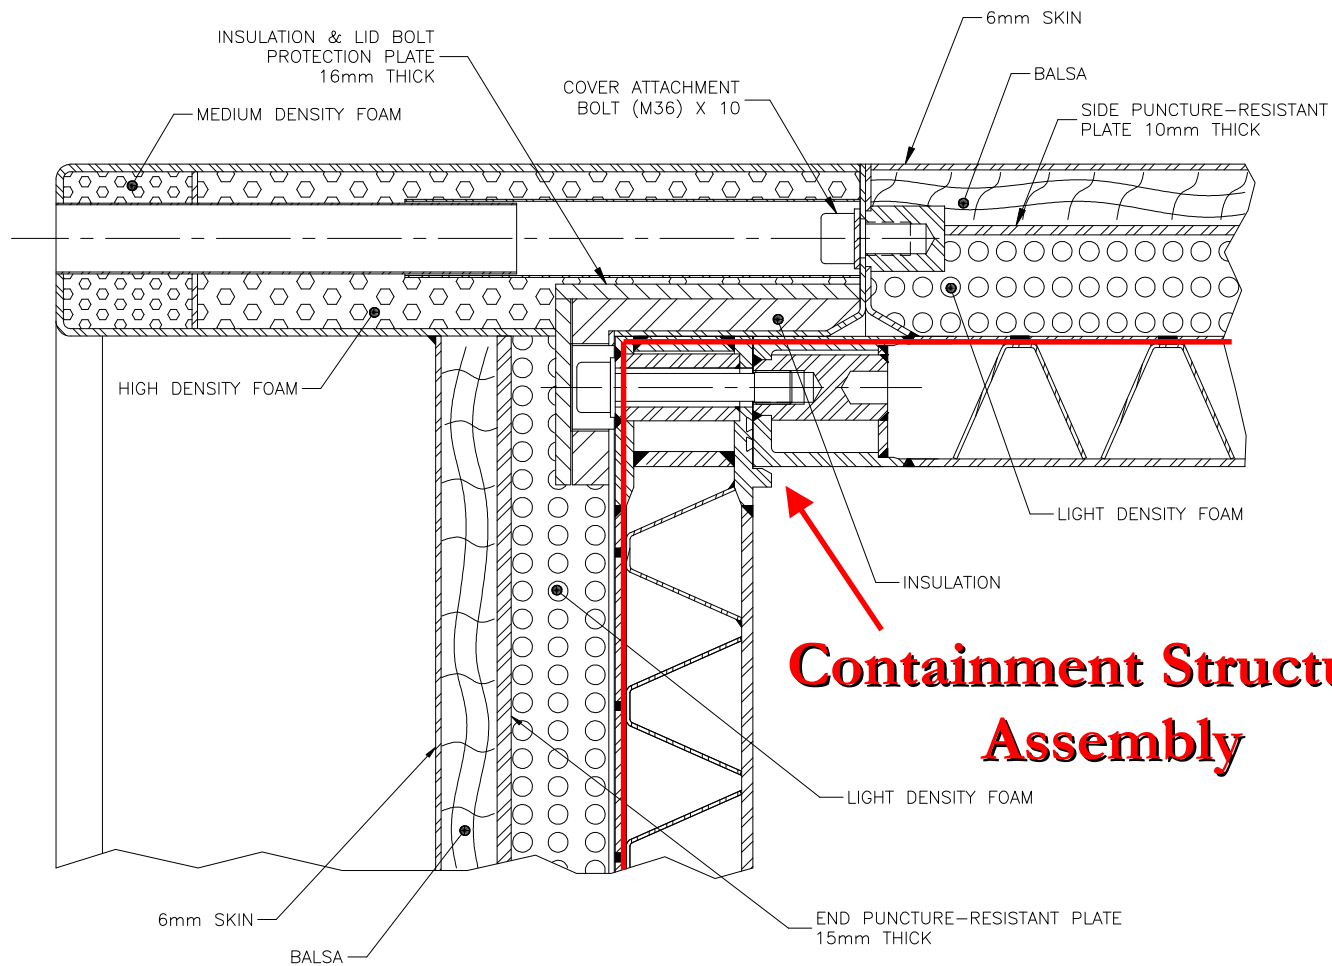 6mm SKIN
INSULATION & LID BOLT
PROTECTION PLATE
16mm THICK
BALSA
COVER ATTACHMENT
BOLT (M36) X 10
MEDIUM DENSITY FOAM
SIDE PUNCTURE-RESISTANT
PLATE 10mm THICK
HIGH DENSITY FOAM
LIGHT DENSITY FOAM
INSULATION
Containment Structu
Assembly
LIGHT DENSITY FOAM
6mm SKIN
END PUNCTURE-RESISTANT PLATE
15mm THICK
BALSA